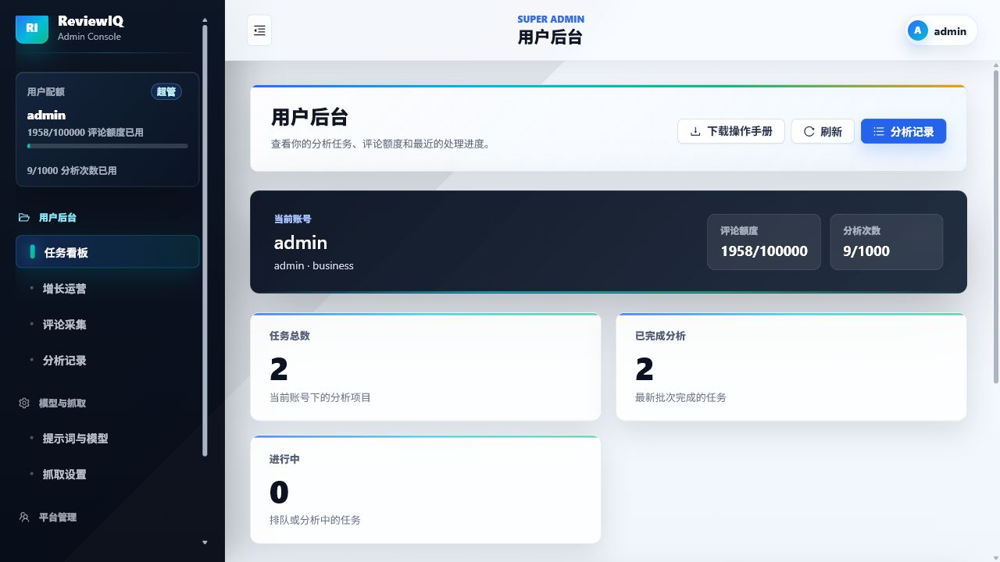 RI
ReviewIQ
Admin Console
用户配额
超管
admin
1958/100000 评论额度已用
9/1000 分析次数已用
用户后台
任务看板
增长运营
评论采集
分析记录
模型与抓取
提示词与模型
抓取设置
平台管理
SUPER ADMIN
用户后台
A
admin
用户后台
查看你的分析任务、评论额度和最近的处理进度。
下载操作手册
刷新
分析记录
当前账号
admin
admin · business
评论额度
1958/100000
分析次数
9/1000
任务总数
2
当前账号下的分析项目
已完成分析
2
最新批次完成的任务
进行中
0
排队或分析中的任务